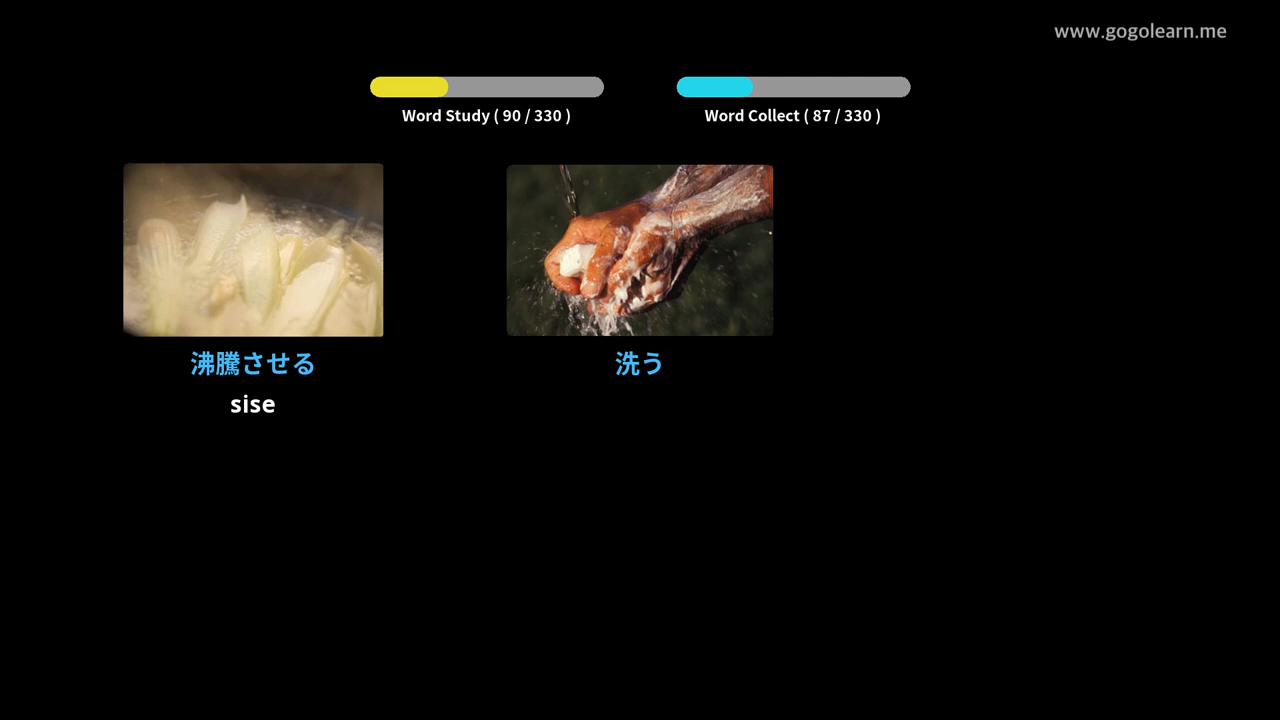 www.gogolearn.me
Word Study ( 90 / 330 )
Word Collect ( 87 / 330 )
沸騰させる
洗う
sise